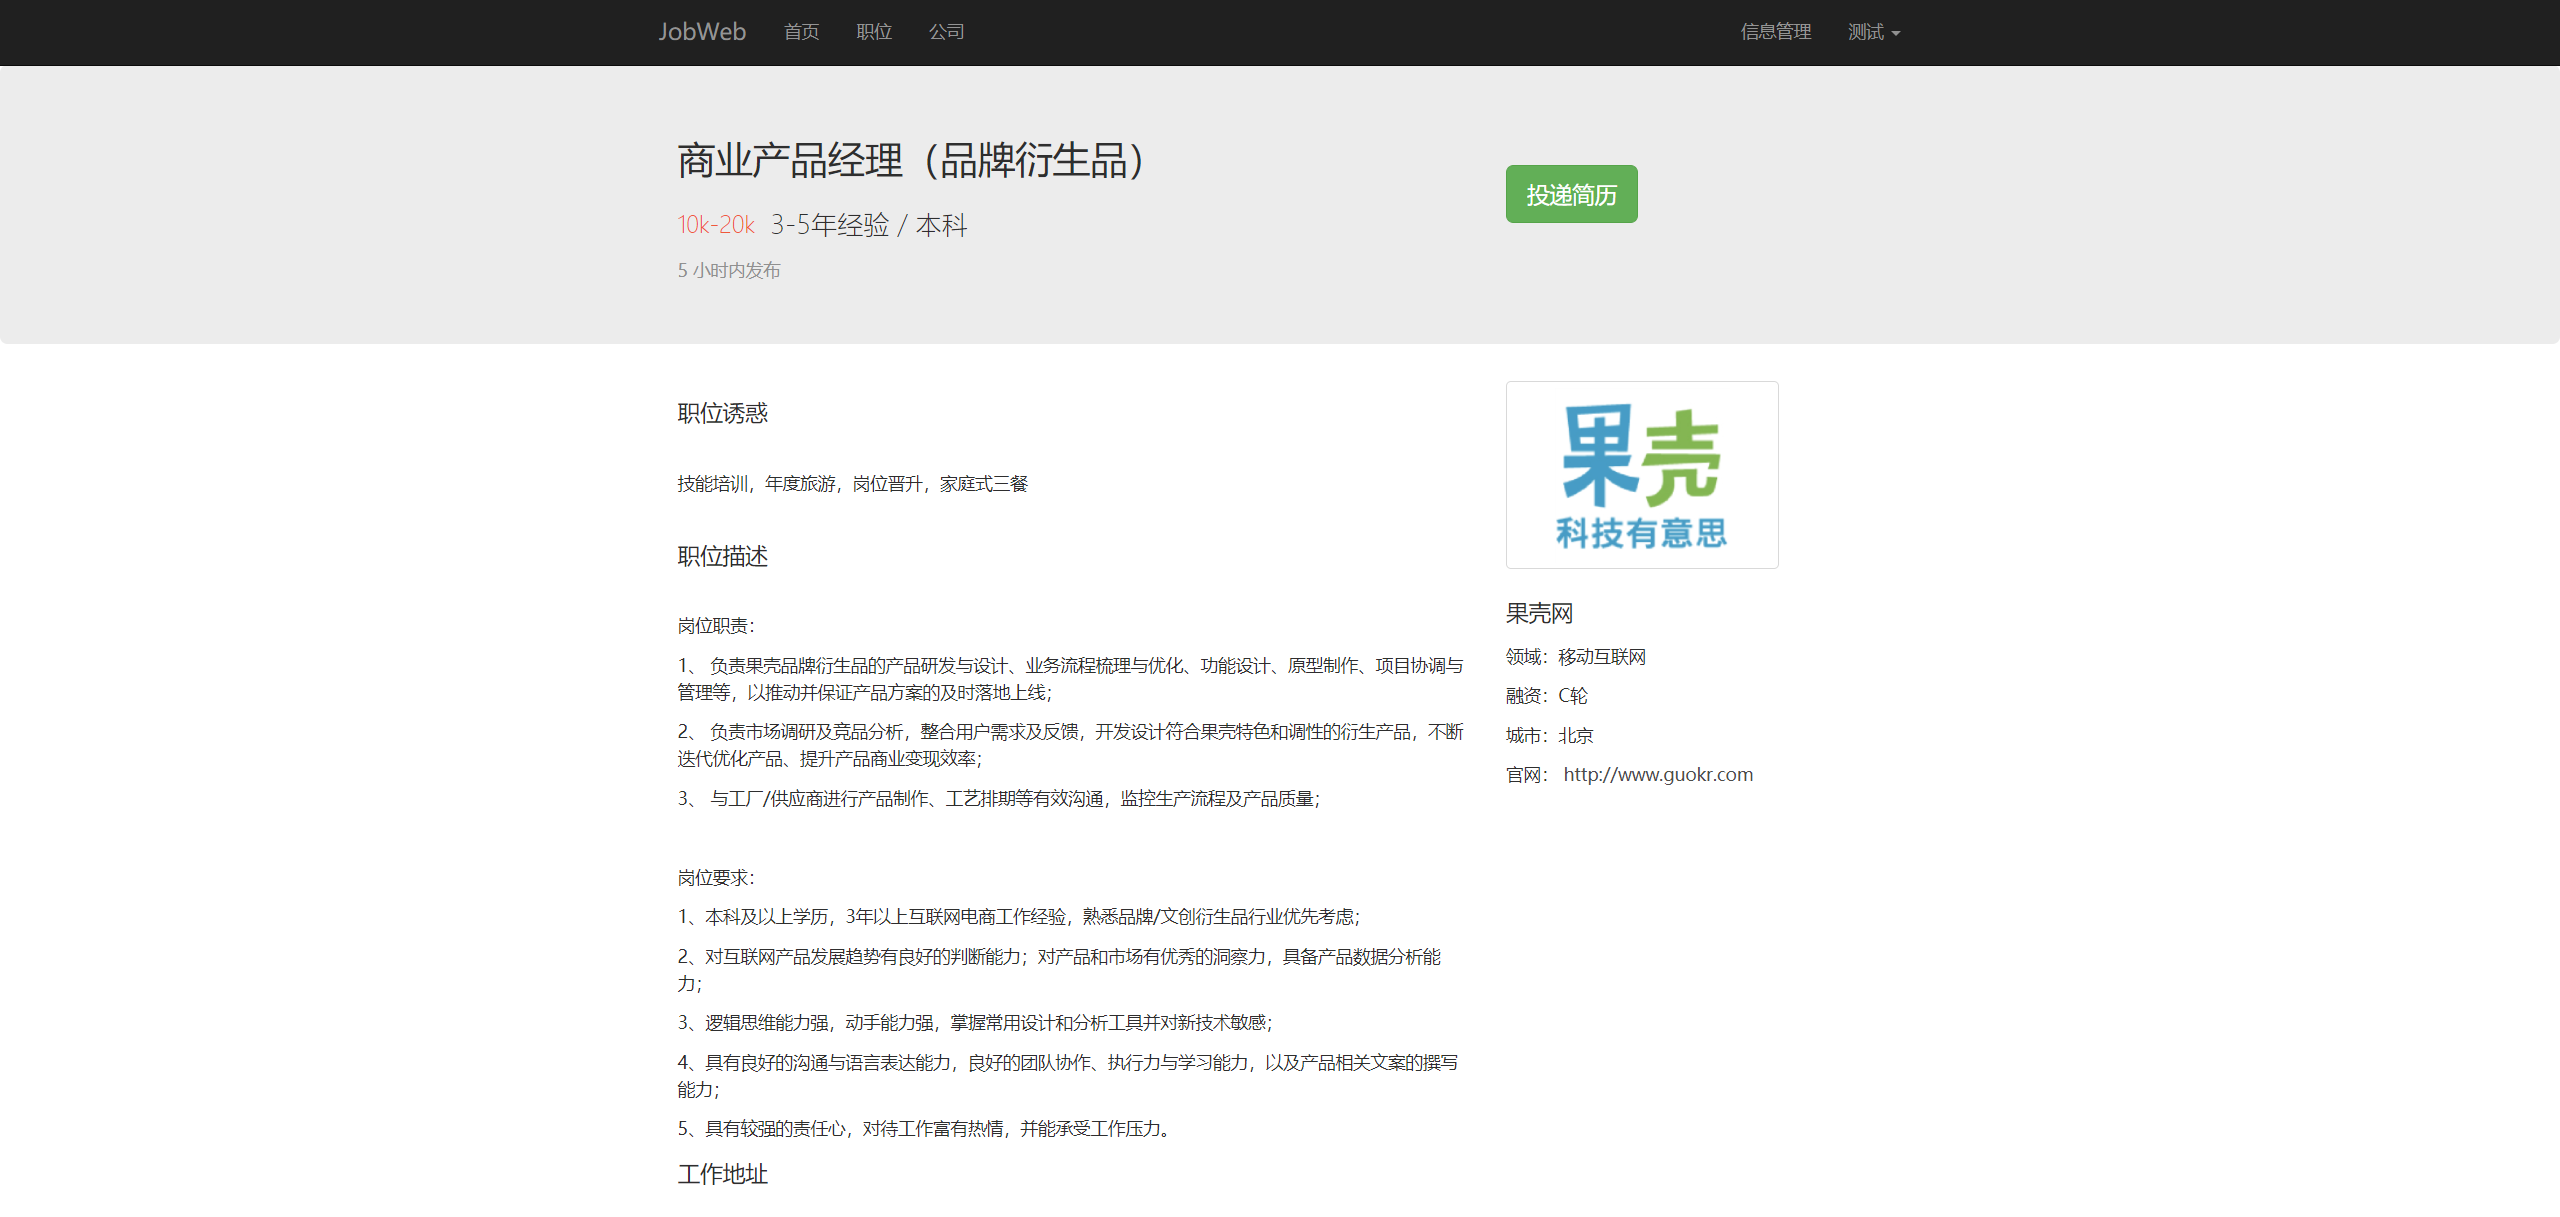 JobWeb 首页 职位 公司 信息管理 测试
商业产品经理（品牌衍生品）
10k-20k 3-5年经验 / 本科
5 小时内发布
投递简历
职位诱惑
技能培训，年度旅游，岗位晋升，家庭式三餐
职位描述
岗位职责：
1、 负责果壳品牌衍生品的产品研发与设计、业务流程梳理与优化、功能设计、原型制作、项目协调与
管理等，以推动并保证产品方案的及时落地上线；
2、 负责市场调研及竞品分析，整合用户需求及反馈，开发设计符合果壳特色和调性的衍生产品，不断
迭代优化产品、提升产品商业变现效率；
3、 与工厂/供应商进行产品制作、工艺排期等有效沟通，监控生产流程及产品质量；
岗位要求：
1、本科及以上学历，3年以上互联网电商工作经验，熟悉品牌/文创衍生品行业优先考虑；
2、对互联网产品发展趋势有良好的判断能力；对产品和市场有优秀的洞察力，具备产品数据分析能
力；
3、逻辑思维能力强，动手能力强，掌握常用设计和分析工具并对新技术敏感；
4、具有良好的沟通与语言表达能力，良好的团队协作、执行力与学习能力，以及产品相关文案的撰写
能力；
5、具有较强的责任心，对待工作富有热情，并能承受工作压力。
工作地址
果壳
科技有意思
果壳网
领域：移动互联网
融资：C轮
城市：北京
官网： http://www.guokr.com